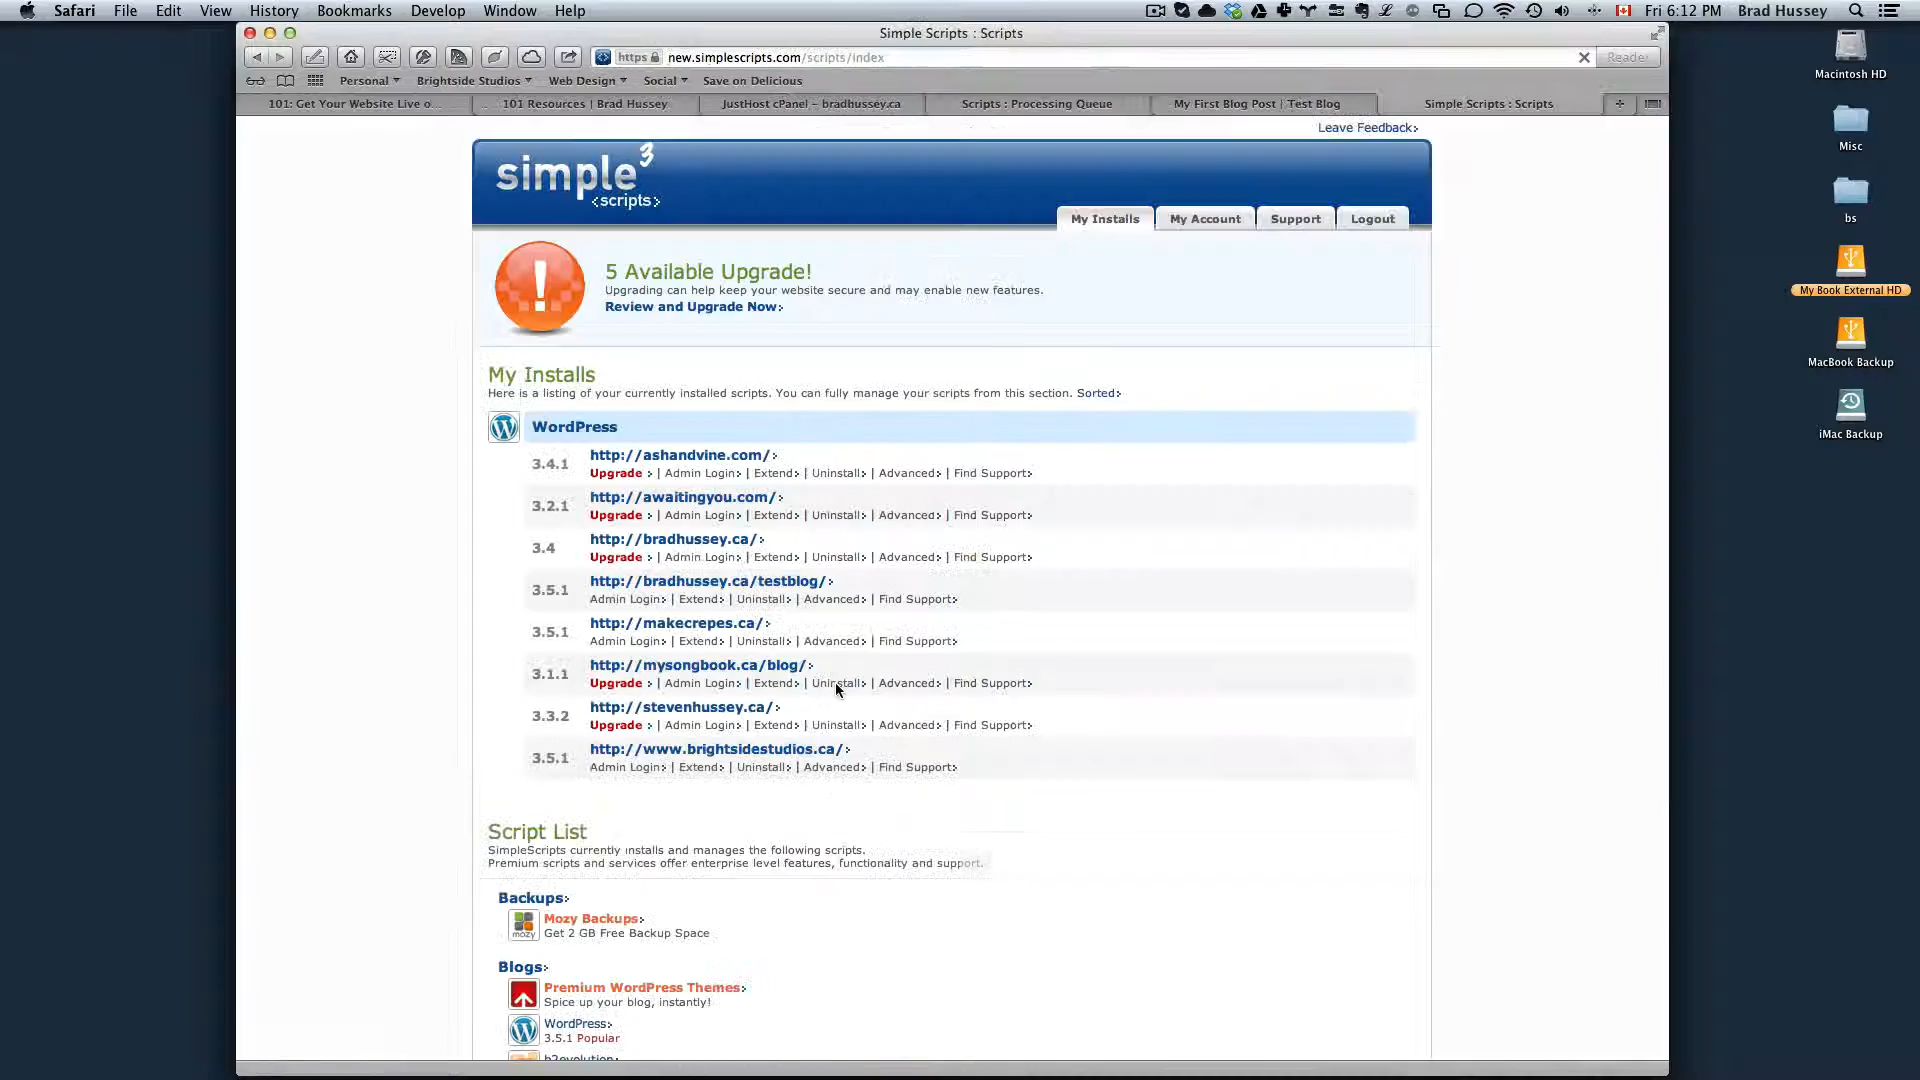 Safari File Edit View History Bookmarks Develop Window Help Fri 6:12 PM Brad Hussey
Simple Scripts : Scripts
https new.simplescripts.com/scripts/index Reader
Personal Brightside Studios Web Design Social Save on Delicious
101: Get Your Website Live o... 101 Resources | Brad Hussey JustHost cPanel – bradhussey.ca Scripts : Processing Queue My First Blog Post | Test Blog Simple Scripts : Scripts
Leave Feedback
simple3
<scripts>
My Installs My Account Support Logout
5 Available Upgrade!
Upgrading can help keep your website secure and may enable new features.
Review and Upgrade Now
My Installs
Here is a listing of your currently installed scripts. You can fully manage your scripts from this section. Sorted
WordPress
3.4.1 http://ashandvine.com/
Upgrade | Admin Login | Extend | Uninstall | Advanced | Find Support
3.2.1 http://awaitingyou.com/
Upgrade | Admin Login | Extend | Uninstall | Advanced | Find Support
3.4 http://bradhussey.ca/
Upgrade | Admin Login | Extend | Uninstall | Advanced | Find Support
3.5.1 http://bradhussey.ca/testblog/
Admin Login | Extend | Uninstall | Advanced | Find Support
3.5.1 http://makecrepes.ca/
Admin Login | Extend | Uninstall | Advanced | Find Support
3.1.1 http://mysongbook.ca/blog/
Upgrade | Admin Login | Extend | Uninstall | Advanced | Find Support
3.3.2 http://stevenhussey.ca/
Upgrade | Admin Login | Extend | Uninstall | Advanced | Find Support
3.5.1 http://www.brightsidestudios.ca/
Admin Login | Extend | Uninstall | Advanced | Find Support
Script List
SimpleScripts currently installs and manages the following scripts.
Premium scripts and services offer enterprise level features, functionality and support.
Backups
mozy
Mozy Backups
Get 2 GB Free Backup Space
Blogs
Premium WordPress Themes
Spice up your blog, instantly!
WordPress
3.5.1 Popular
b2evolution
Macintosh HD
Misc
bs
My Book External HD
MacBook Backup
iMac Backup